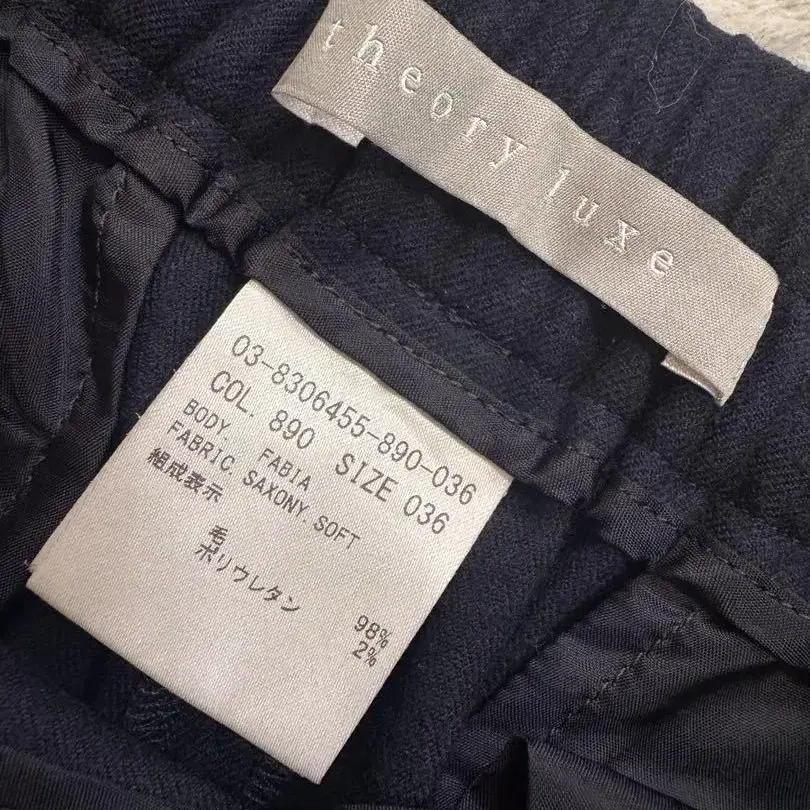 theory luxe
03-8306455-890-036
COL. 890 SIZE 036
BODY. FABIA
FABRIC.SAXONY.SOFT
組成表示
毛 98%
ポリウレタン 2%